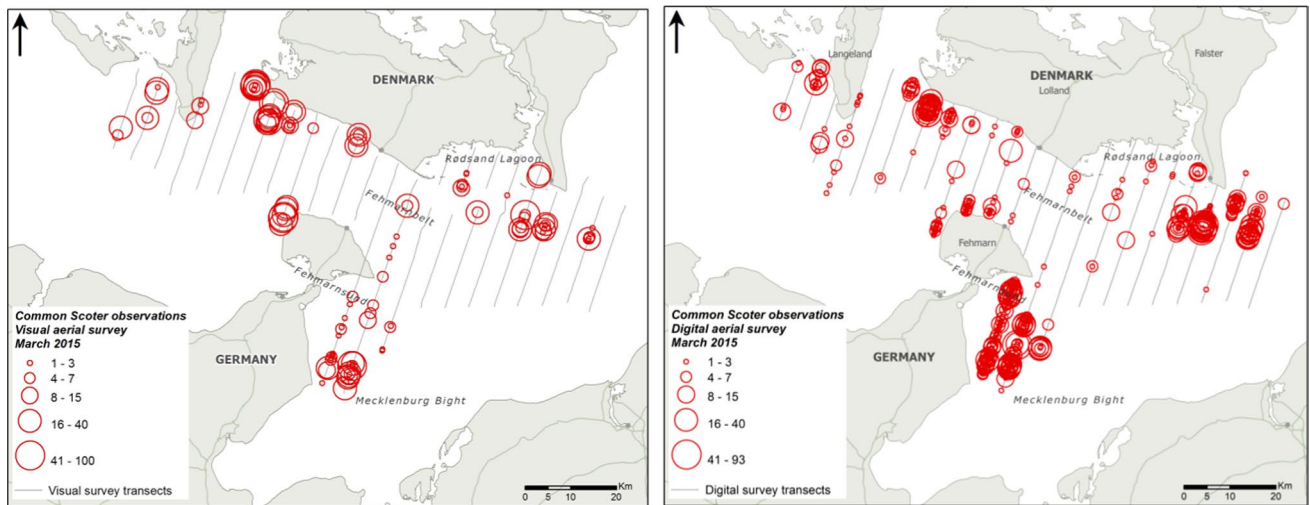 DENMARK
Rødsand Lagoon
Fehmarnbelt
Fehmarnsund
Common Scoter observations
Visual aerial survey
March 2015
1 - 3
4 - 7
8 - 15
16 - 40
41 - 100
Visual survey transects
GERMANY
Mecklenburg Bight
Km
0 5 10 20
Langeland
Falster
DENMARK
Lolland
Rødsand Lagoon
Fehmarnbelt
Fehmarn
Fehmarnsund
Common Scoter observations
Digital aerial survey
March 2015
1 - 3
4 - 7
8 - 15
16 - 40
41 - 93
Digital survey transects
GERMANY
Mecklenburg Bight
Km
0 5 10 20